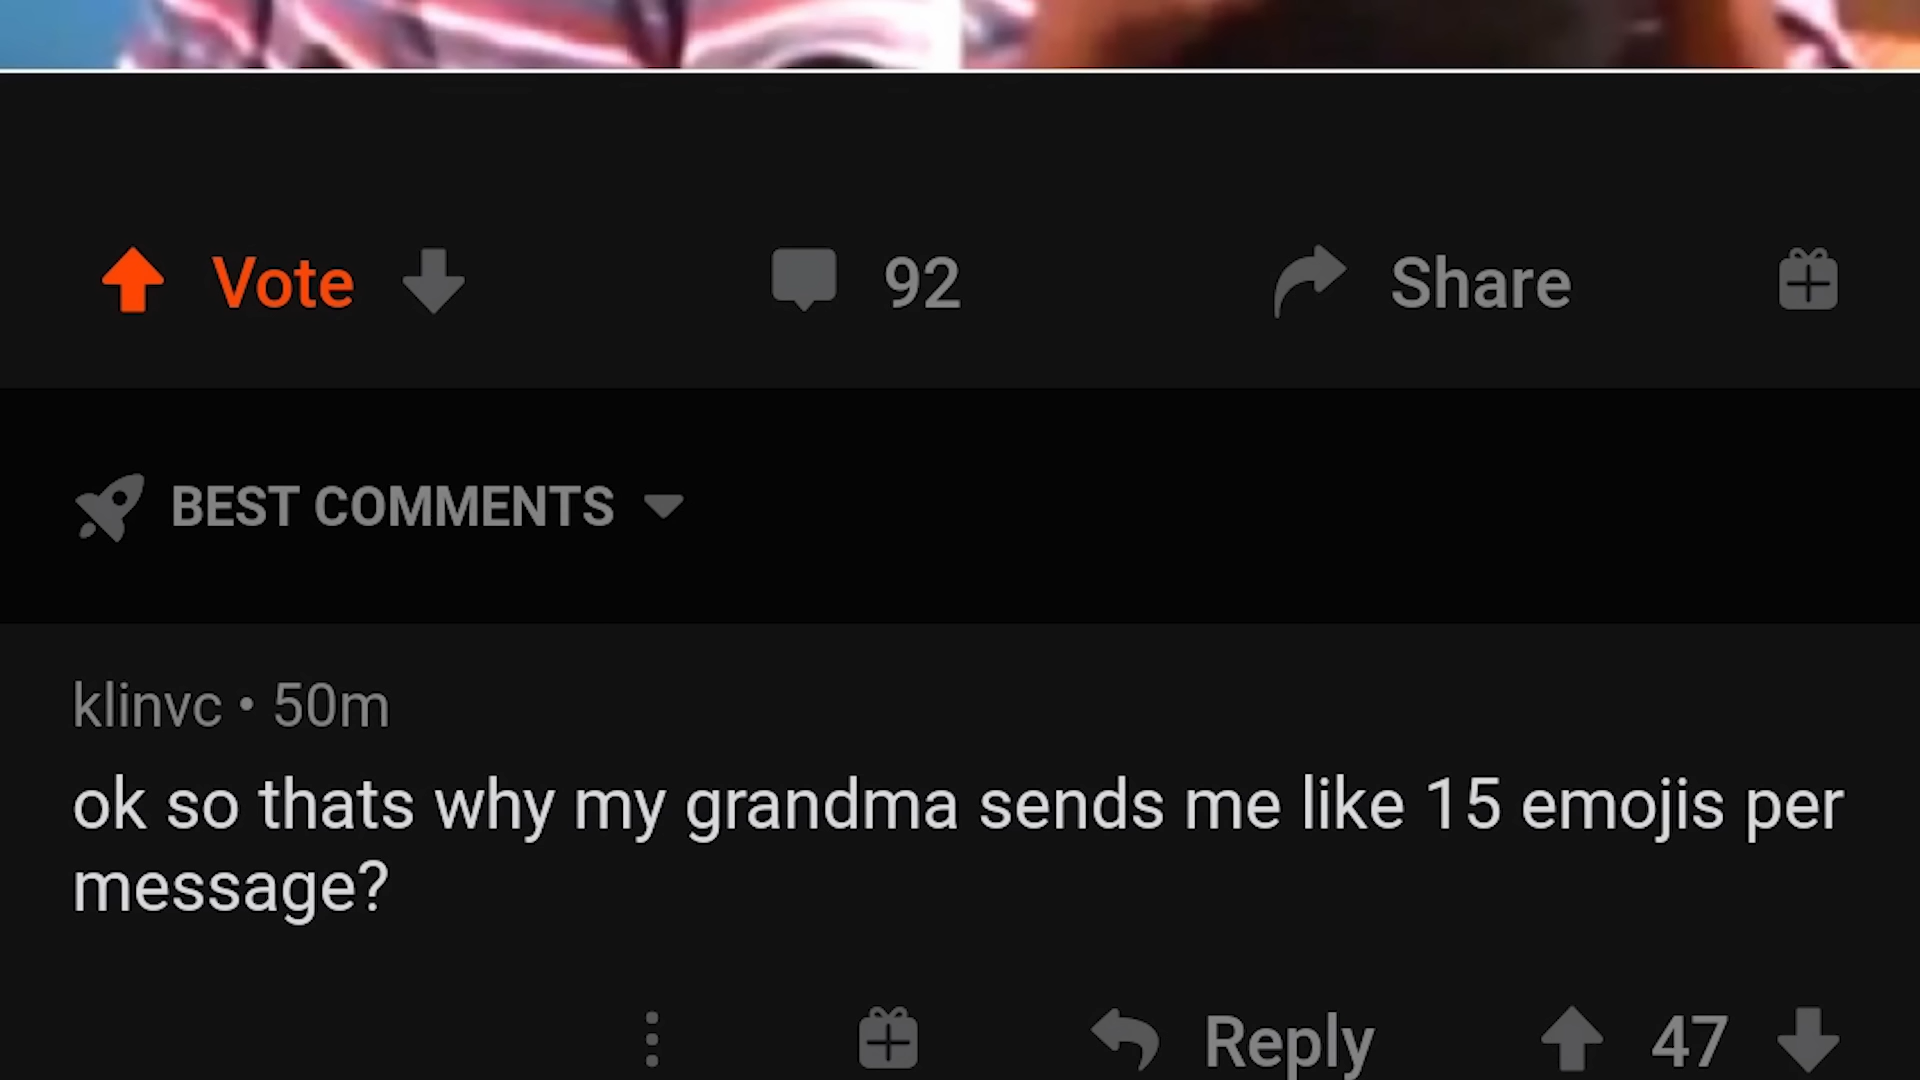 Vote
92
Share
BEST COMMENTS
klinvc • 50m
ok so thats why my grandma sends me like 15 emojis per
message?
Reply
47